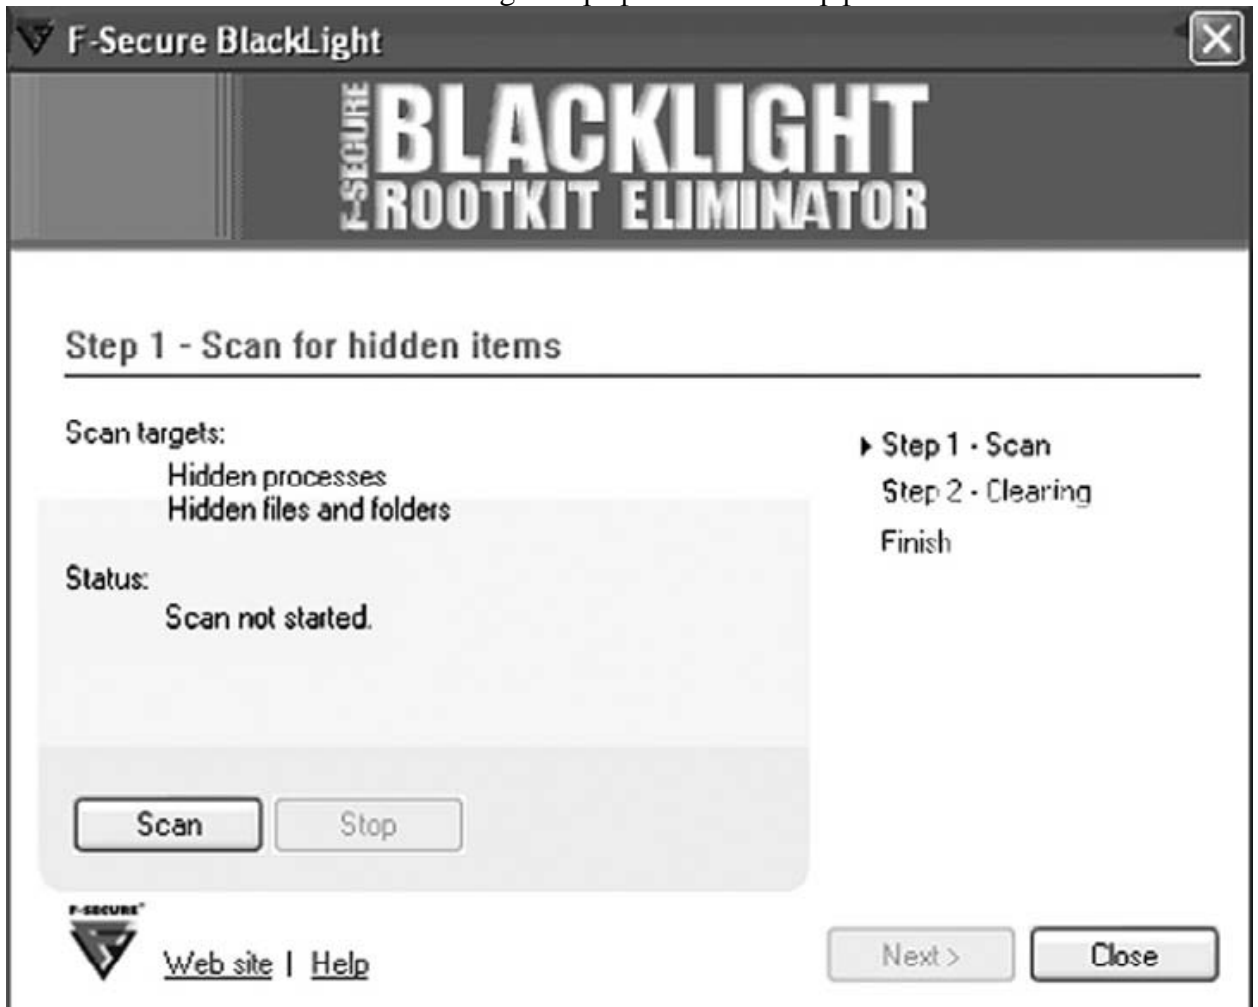 F-Secure BlackLight
F-SECURE
BLACKLIGHT
ROOTKIT ELIMINATOR
Step 1 - Scan for hidden items
Scan targets:
Hidden processes
Hidden files and folders
Status:
Scan not started.
Step 1 - Scan
Step 2 - Clearing
Finish
Scan
Stop
F-SECURE
Web site | Help
Next >
Close